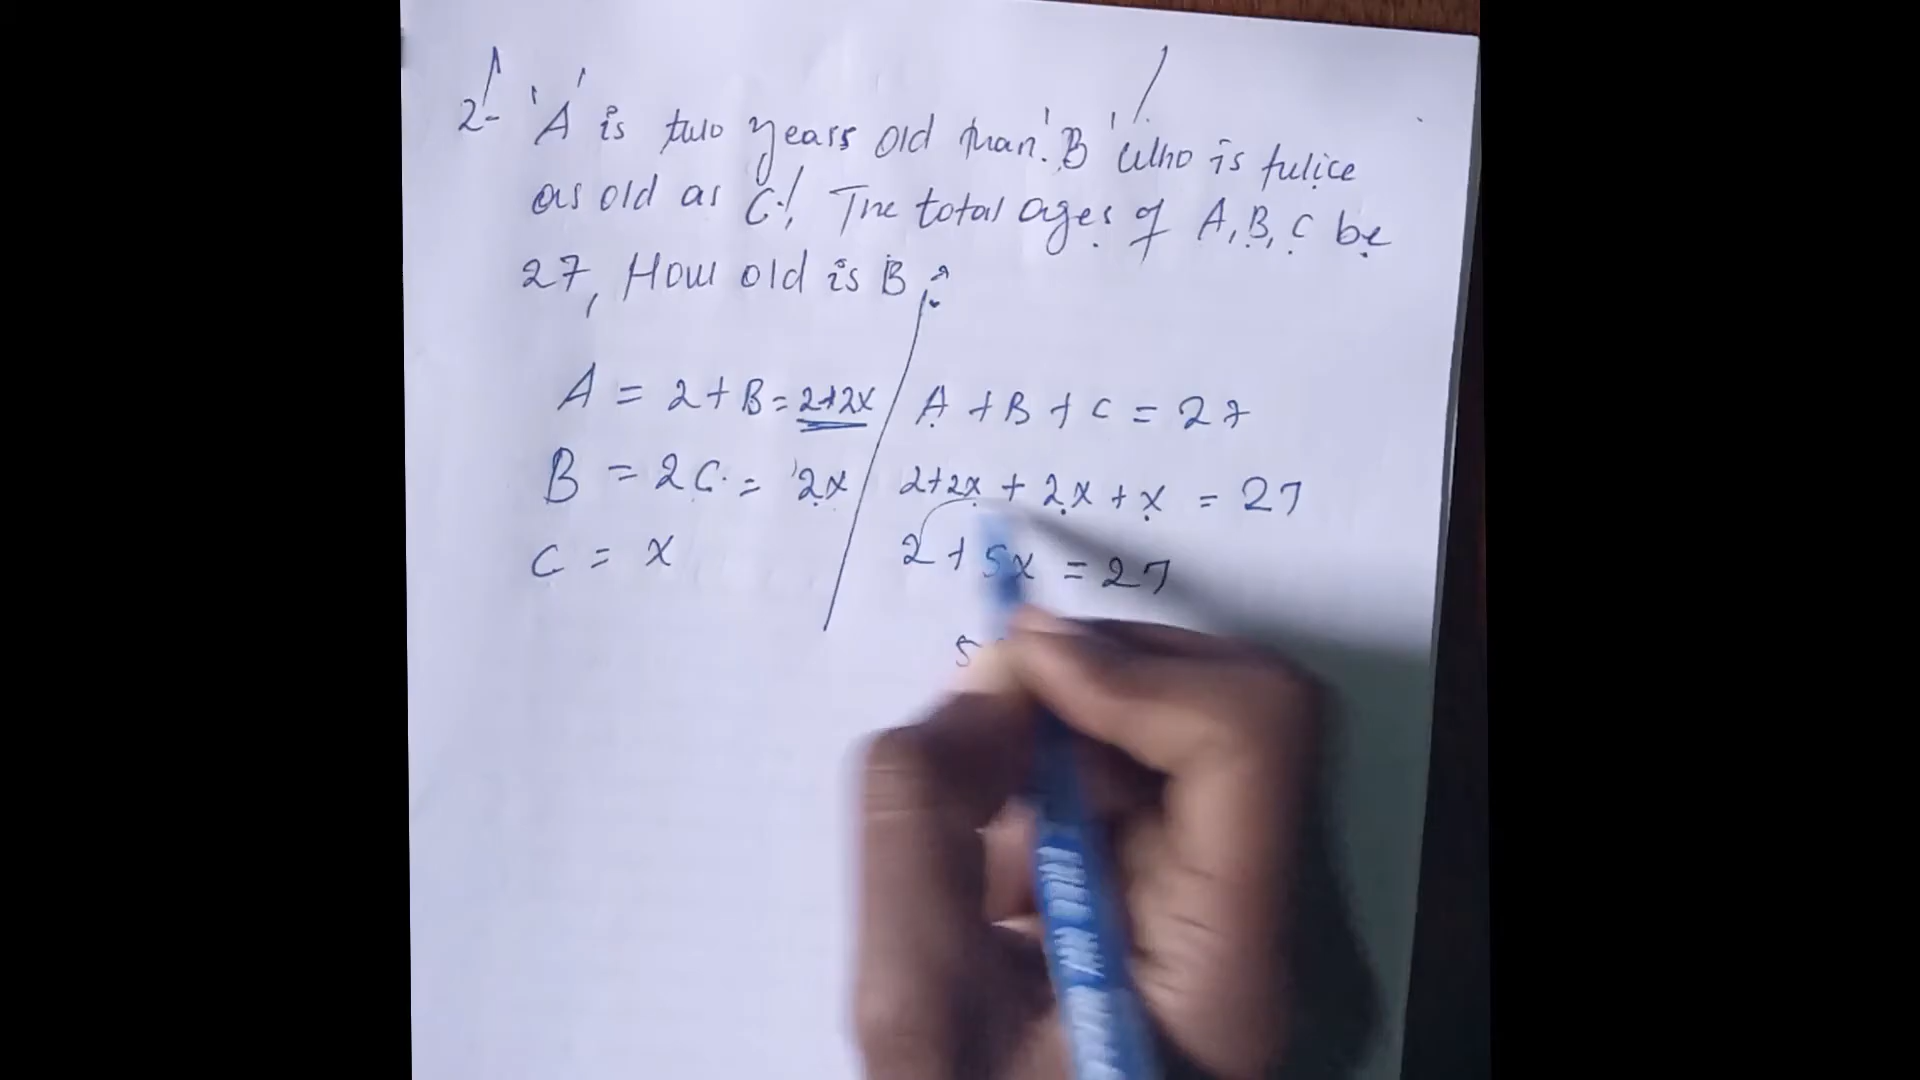 2- 'A' is two years old than 'B' who is twice
as old as C! The total ages of A, B, C be
27, How old is B?
A = 2+B = 2+2x
B = 2C = 2x
C = x
A + B + C = 27
2+2x + 2x + x = 27
2 + 5x = 27
5